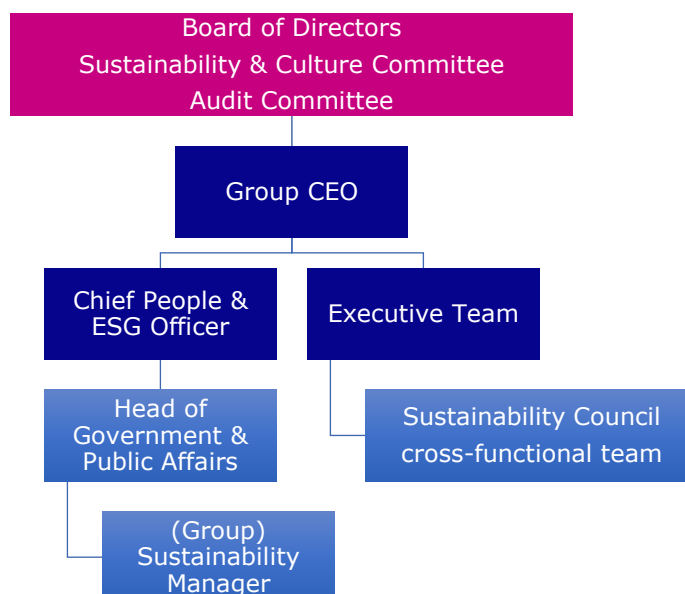 Board of Directors
Sustainability & Culture Committee
Audit Committee
Group CEO
Chief People &
ESG Officer
Executive Team
Head of
Government &
Public Affairs
Sustainability Council
cross-functional team
(Group)
Sustainability
Manager